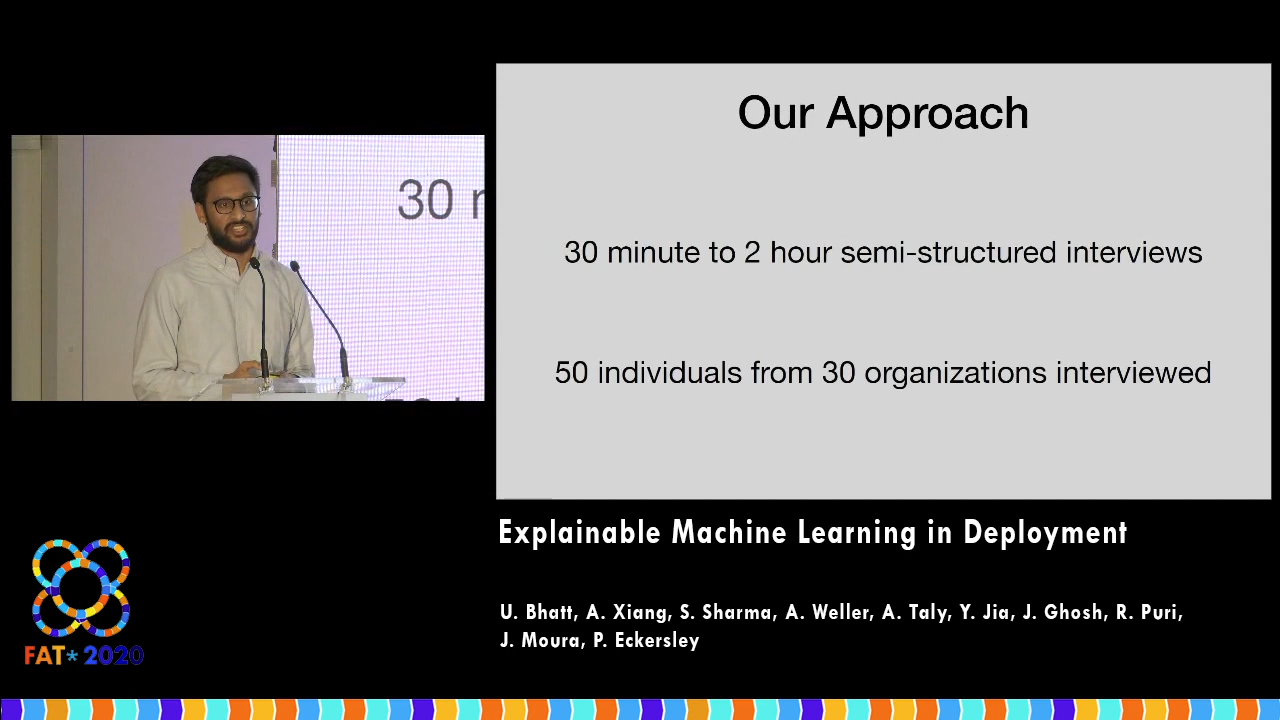 Our Approach
30 minute to 2 hour semi-structured interviews
50 individuals from 30 organizations interviewed
30
Explainable Machine Learning in Deployment
U. Bhatt, A. Xiang, S. Sharma, A. Weller, A. Taly, Y. Jia, J. Ghosh, R. Puri,
J. Moura, P. Eckersley
FAT* 2020